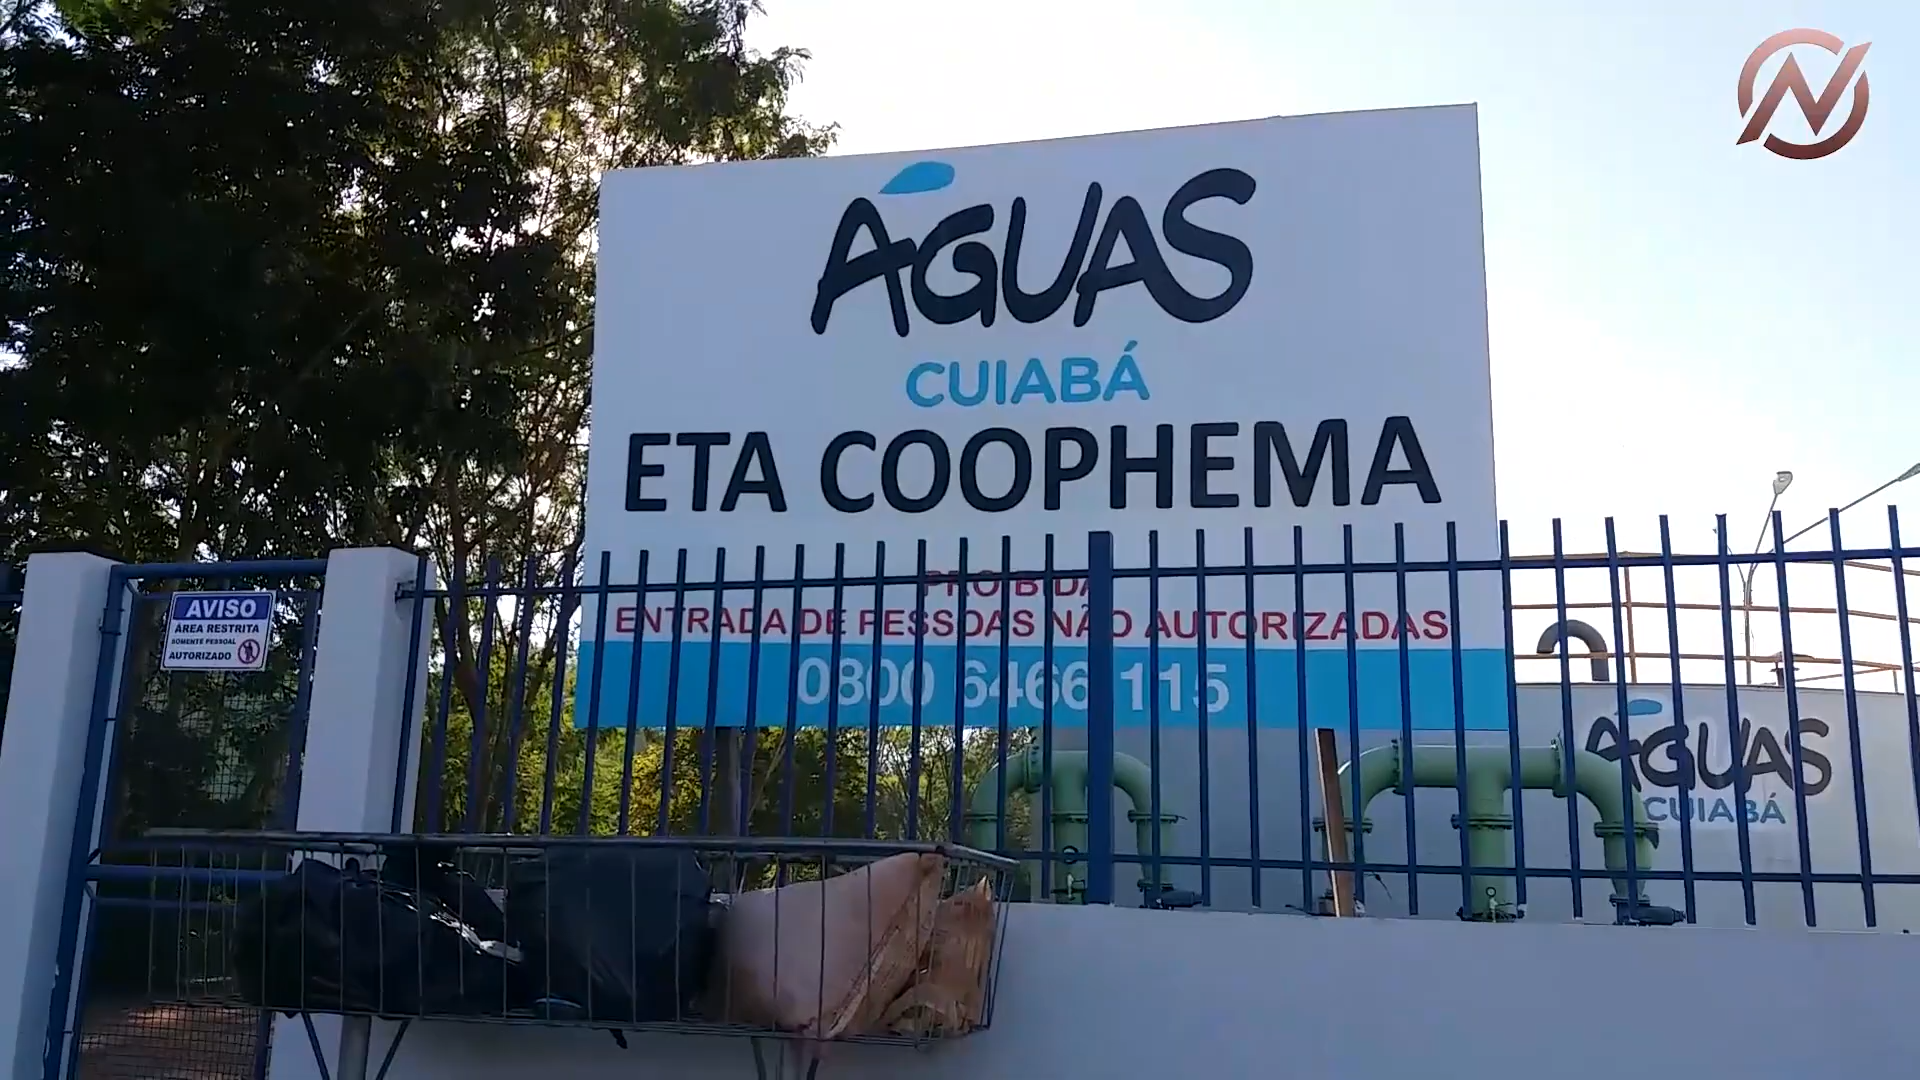 ÁGUAS
CUIABÁ
ETA COOPHEMA
PROIBIDA
ENTRADA DE PESSOAS NÃO AUTORIZADAS
0800 6466 115
AVISO
ÁREA RESTRITA
SOMENTE PESSOAL
AUTORIZADO
ÁGUAS
CUIABÁ